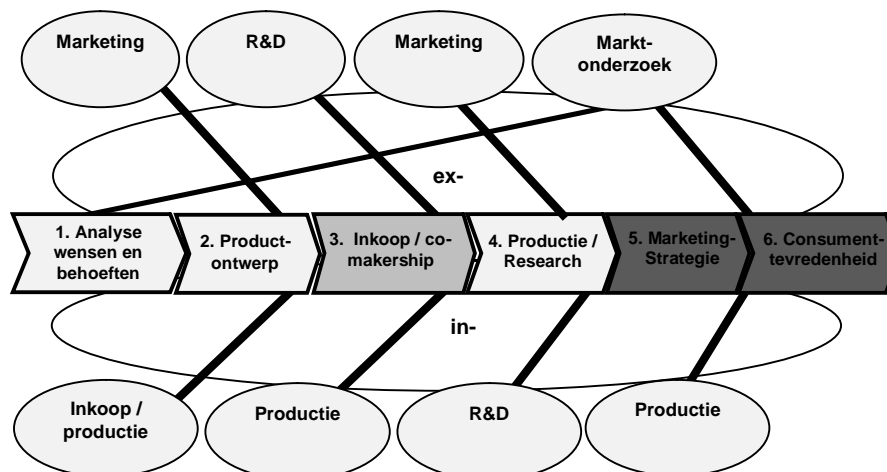 Marketing
R&D
Marketing
Markt-
onderzoek
ex-
1. Analyse
wensen en
behoeften
2. Product-
ontwerp
3. Inkoop / co-
makership
4. Productie /
Research
5. Marketing-
Strategie
6. Consument-
tevredenheid
in-
Inkoop /
productie
Productie
R&D
Productie